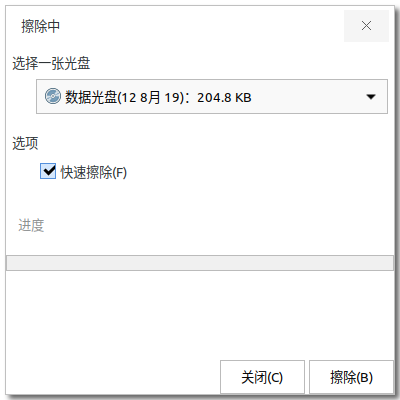 擦除中
选择一张光盘
数据光盘(12 8月 19)：204.8 KB
选项
快速擦除(F)
进度
关闭(C) 擦除(B)